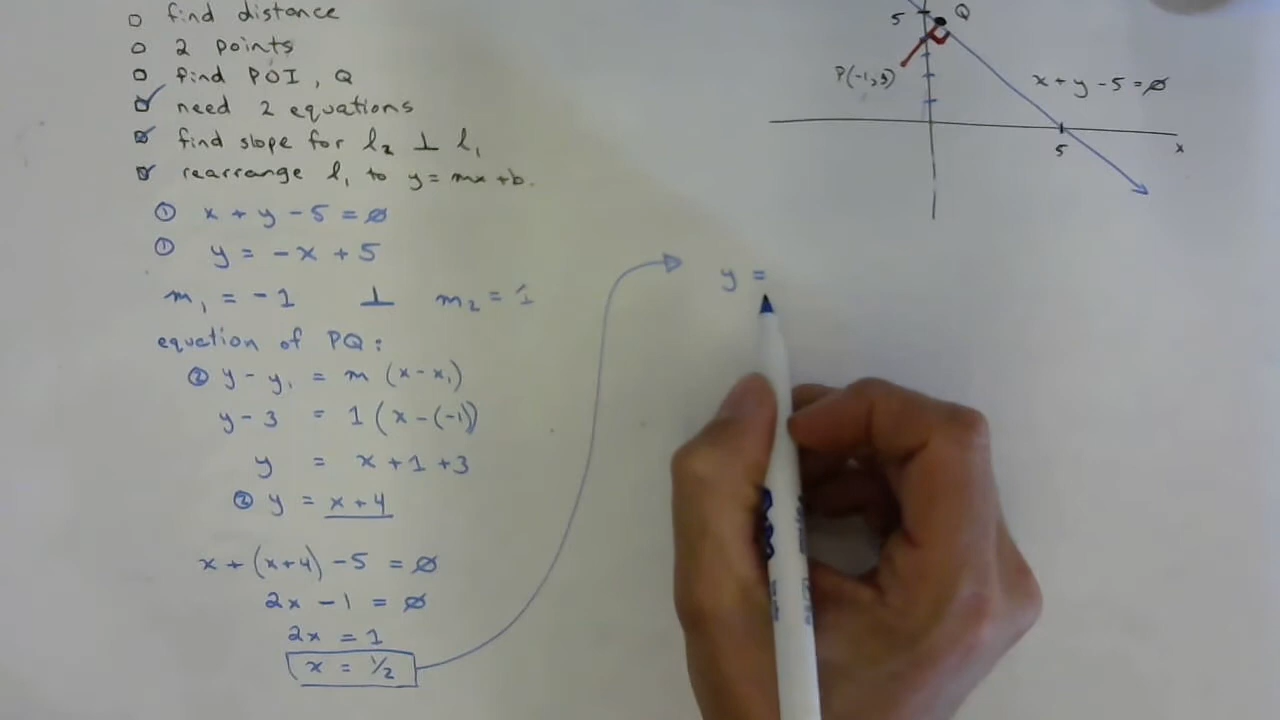 find distance
2 points
find POI, Q
need 2 equations
find slope for l₂ ⊥ l₁
rearrange l₁ to y = mx + b.
① x + y - 5 = ∅
① y = -x + 5
m₁ = -1 ⊥ m₂ = 1
equation of PQ:
② y - y₁ = m (x - x₁)
y - 3 = 1 (x - (-1))
y = x + 1 + 3
② y = x + 4
x + (x+4) - 5 = ∅
2x - 1 = ∅
2x = 1
x = 1/2
y =
5 Q
P(-1,3)
x + y - 5 = ∅
5
x